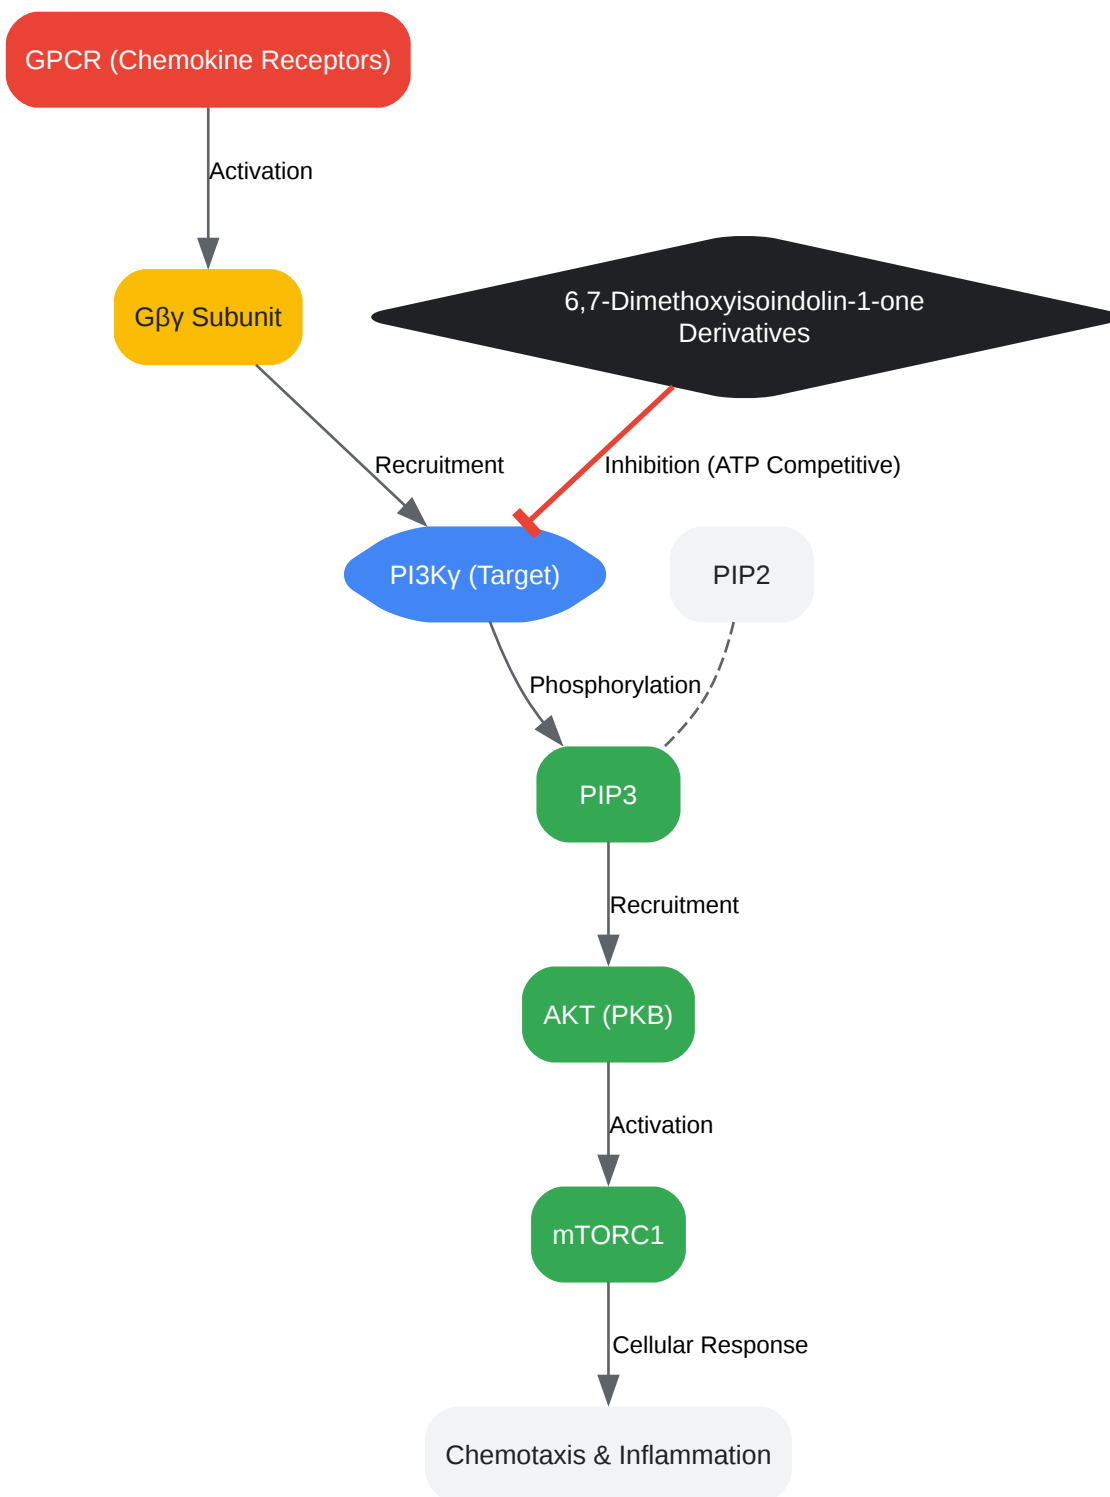 GPCR (Chemokine Receptors)
Activation
Gβγ Subunit
6,7-Dimethoxyisoindolin-1-one
Derivatives
Recruitment
Inhibition (ATP Competitive)
PI3Kγ (Target)
PIP2
Phosphorylation
PIP3
Recruitment
AKT (PKB)
Activation
mTORC1
Cellular Response
Chemotaxis & Inflammation